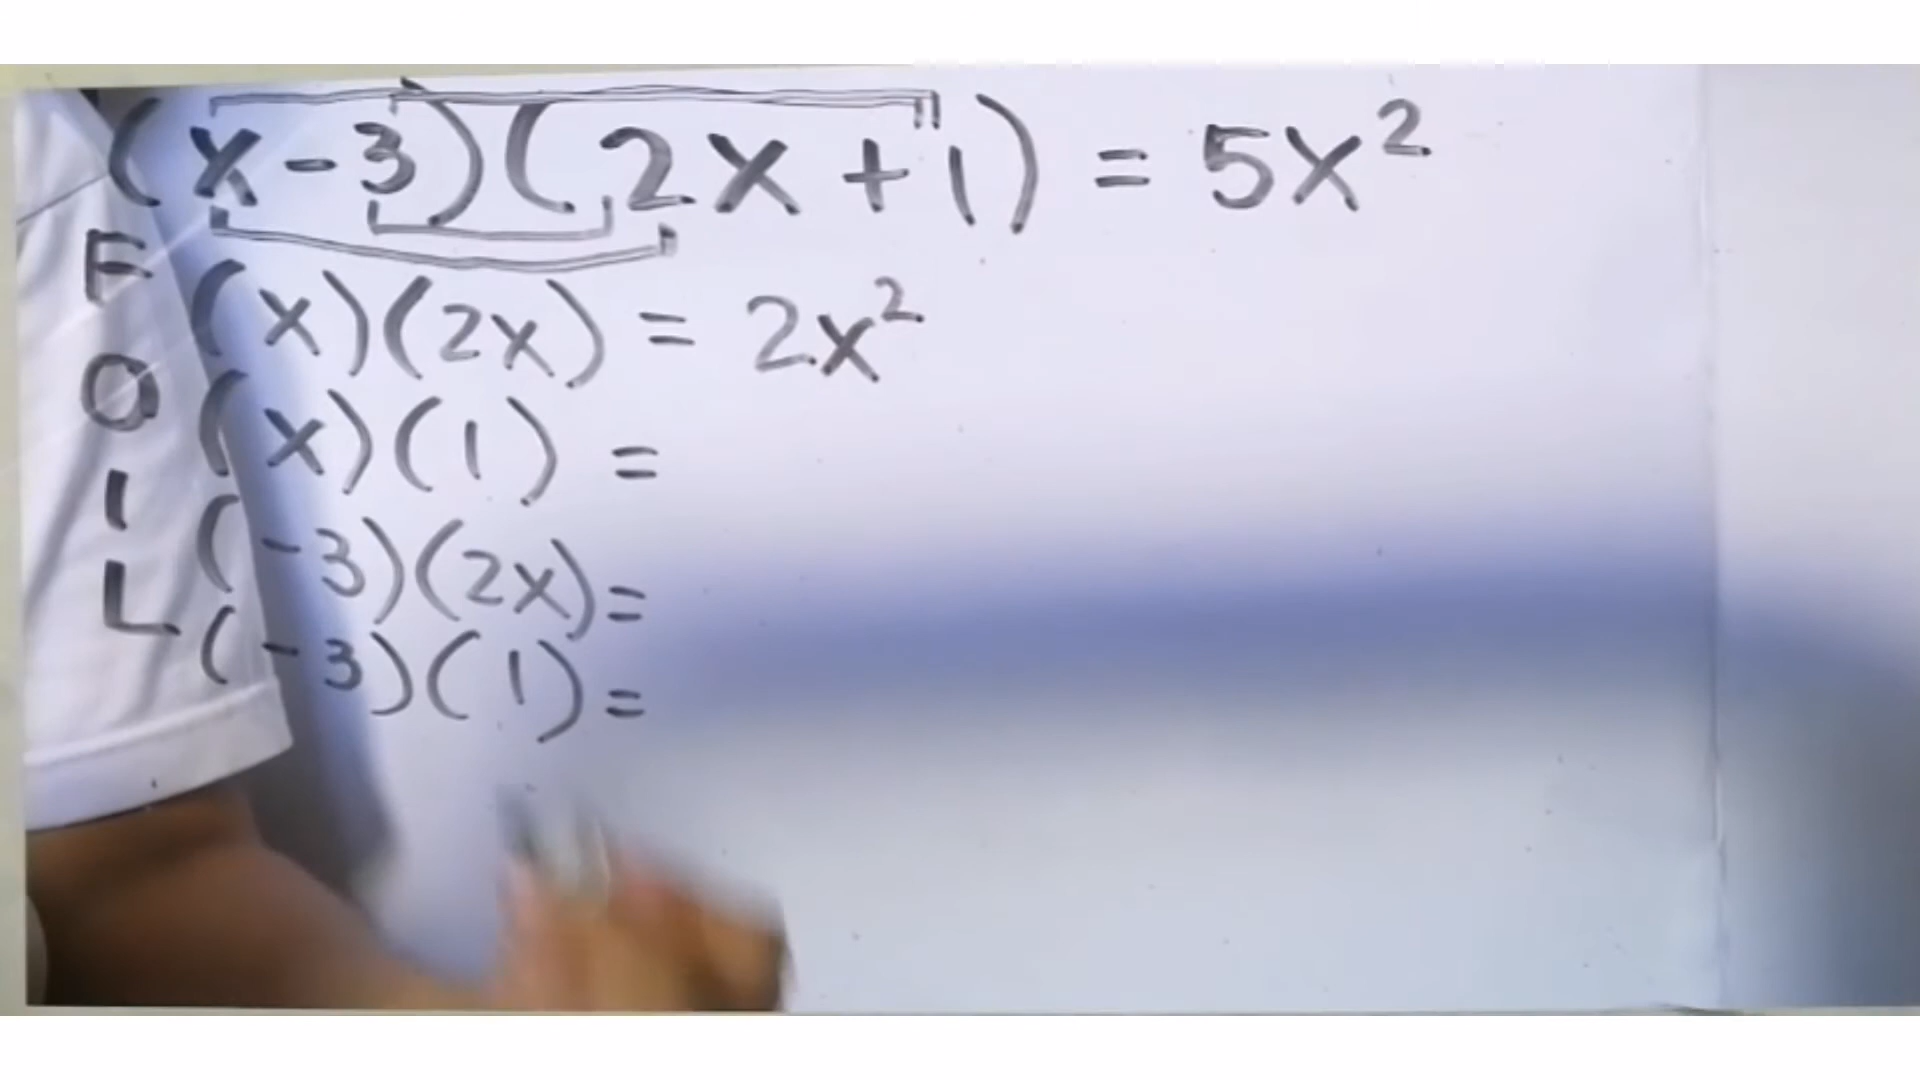 (x-3)(2x+1) = 5x²
F (x)(2x) = 2x²
O (x)(1) =
I (-3)(2x) =
L (-3)(1) =